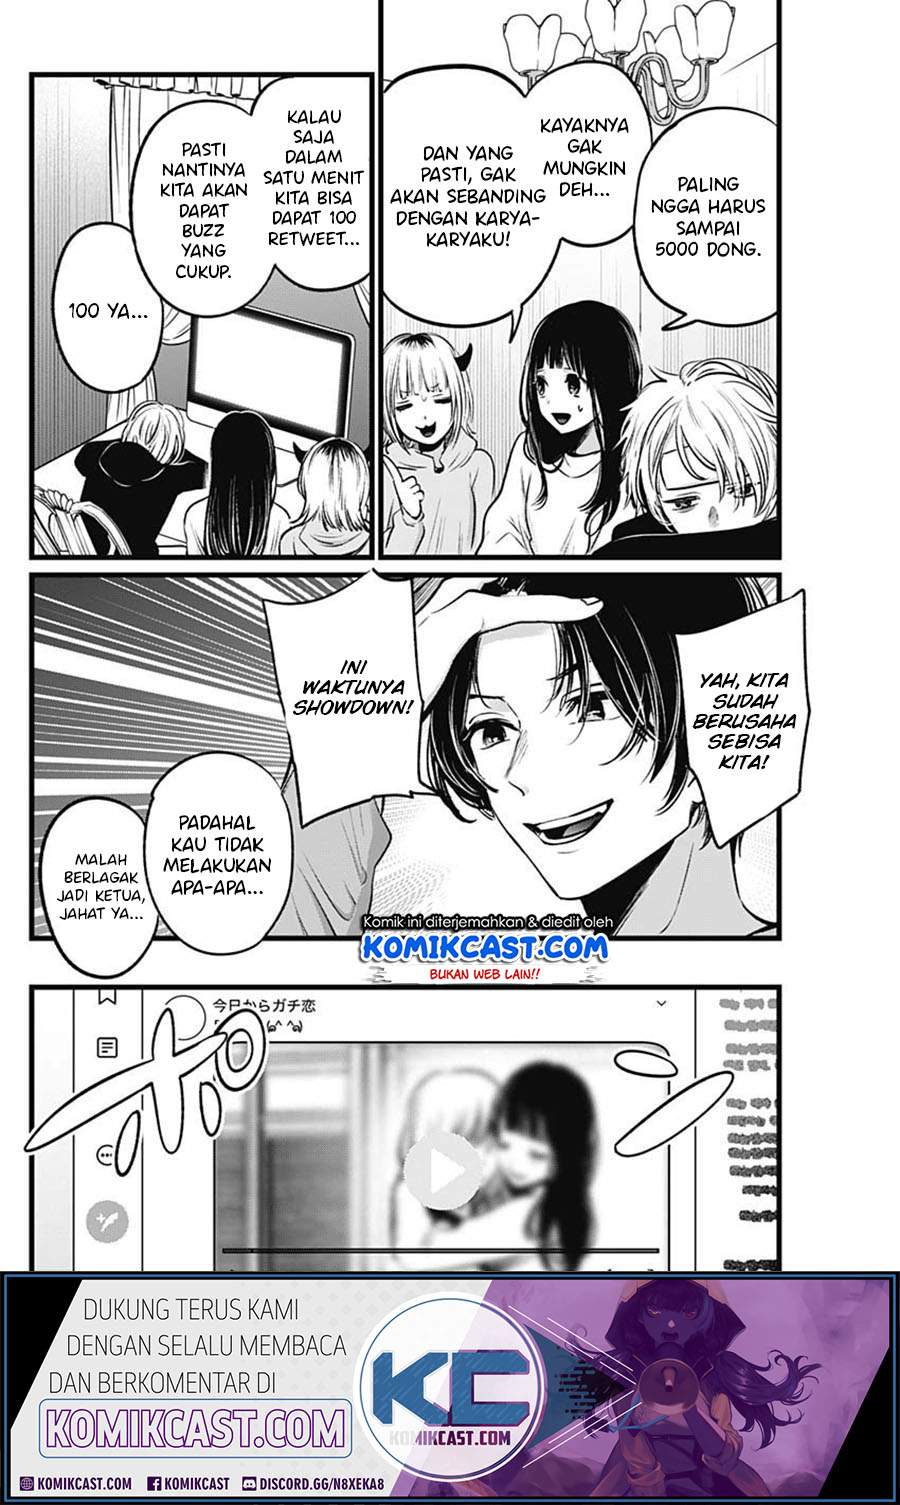 PALING
NGGA HARUS
SAMPAI
5000 DONG.
KAYAKNYA
GAK
MUNGKIN
DEH...
DAN YANG
PASTI, GAK
AKAN SEBANDING
DENGAN KARYA-
KARYAKU!
KALAU
SAJA
DALAM
SATU MENIT
KITA BISA
DAPAT 100
RETWEET...
PASTI
NANTINYA
KITA AKAN
DAPAT
BUZZ
YANG
CUKUP.
100 YA...
YAH, KITA
SUDAH
BERUSAHA
SEBISA
KITA!
INI
WAKTUNYA
SHOWDOWN!
PADAHAL
KAU TIDAK
MELAKUKAN
APA-APA...
MALAH
BERLAGAK
JADI KETUA,
JAHAT YA...
Komik ini diterjemahkan & diedit oleh
KOMIKCAST.COM
BUKAN WEB LAIN!!
今日からガチ恋
ポ
DUKUNG TERUS KAMI
DENGAN SELALU MEMBACA
DAN BERKOMENTAR DI
KOMIKCAST.COM
KC
KOMIKCAST.COM
KOMIKCAST.COM
KOMIKCAST
DISCORD.GG/N8XEKA8